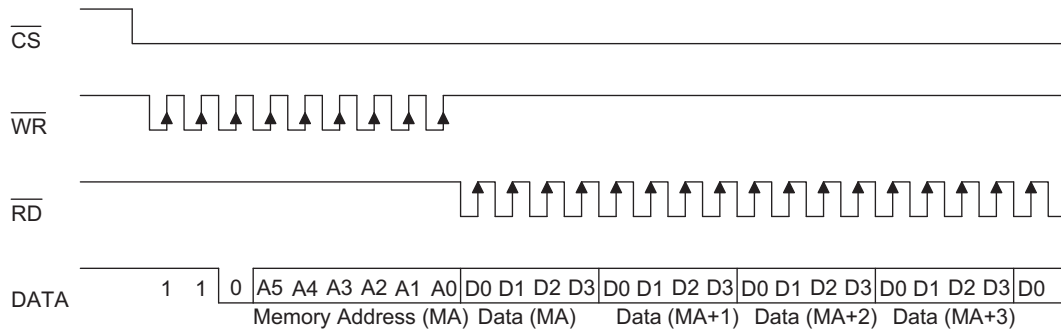 CS
WR
RD
DATA 1 1 0 A5 A4 A3 A2 A1 A0 D0 D1 D2 D3 D0 D1 D2 D3 D0 D1 D2 D3 D0 D1 D2 D3 D0
Memory Address (MA) Data (MA) Data (MA+1) Data (MA+2) Data (MA+3)